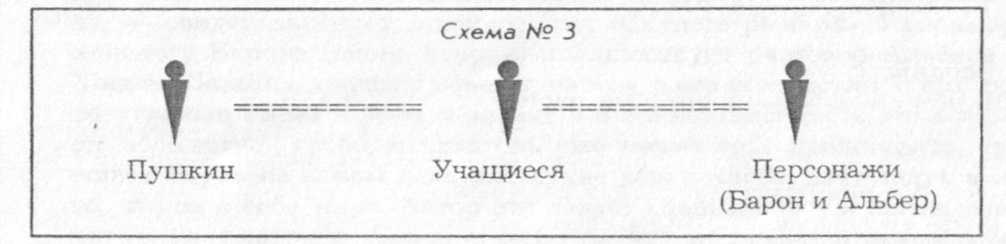 Схема № 3
Пушкин
Учащиеся
Персонажи
(Барон и Альбер)